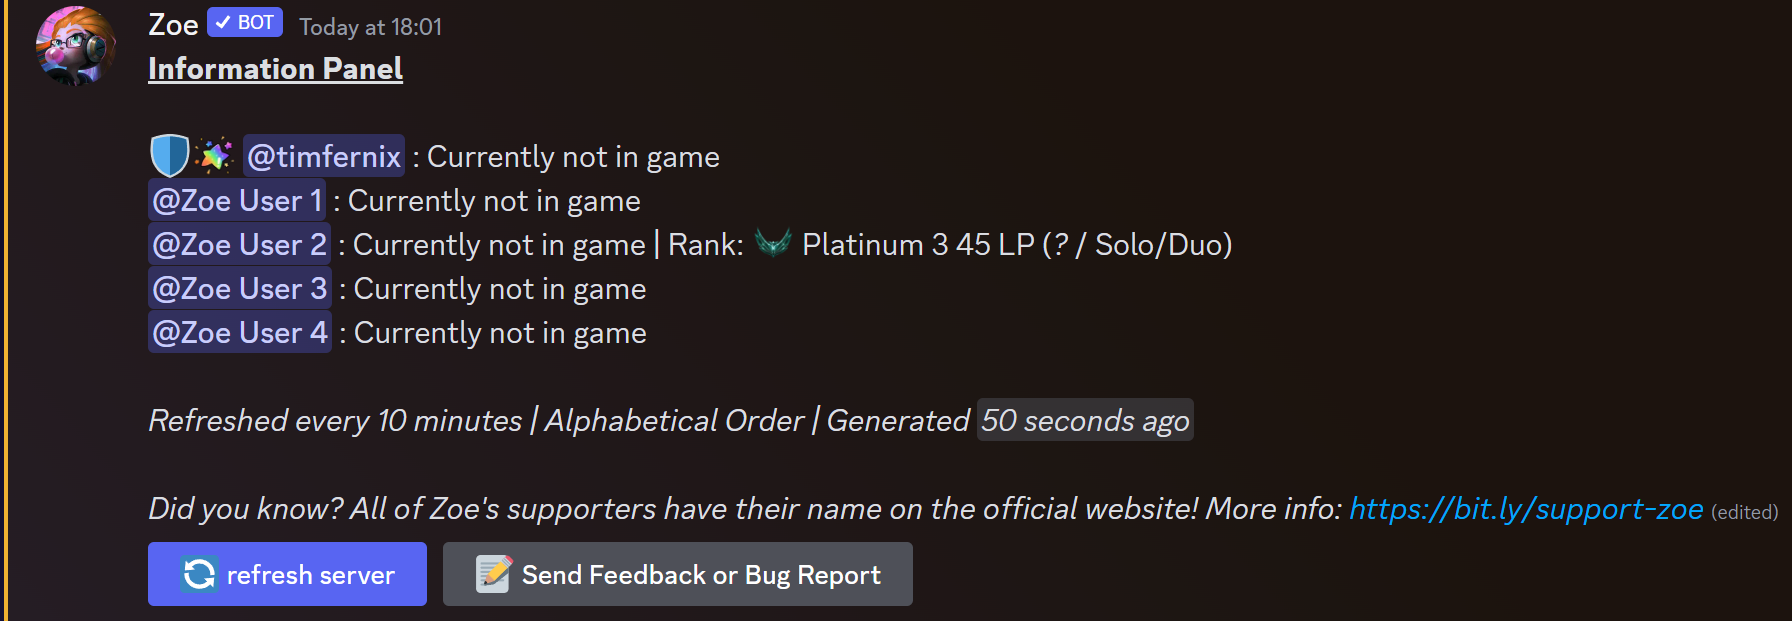 Zoe ✓ BOT Today at 18:01
Information Panel
@timfernix : Currently not in game
@Zoe User 1 : Currently not in game
@Zoe User 2 : Currently not in game | Rank: Platinum 3 45 LP (? / Solo/Duo)
@Zoe User 3 : Currently not in game
@Zoe User 4 : Currently not in game
Refreshed every 10 minutes | Alphabetical Order | Generated 50 seconds ago
Did you know? All of Zoe's supporters have their name on the official website! More info: https://bit.ly/support-zoe (edited)
refresh server Send Feedback or Bug Report